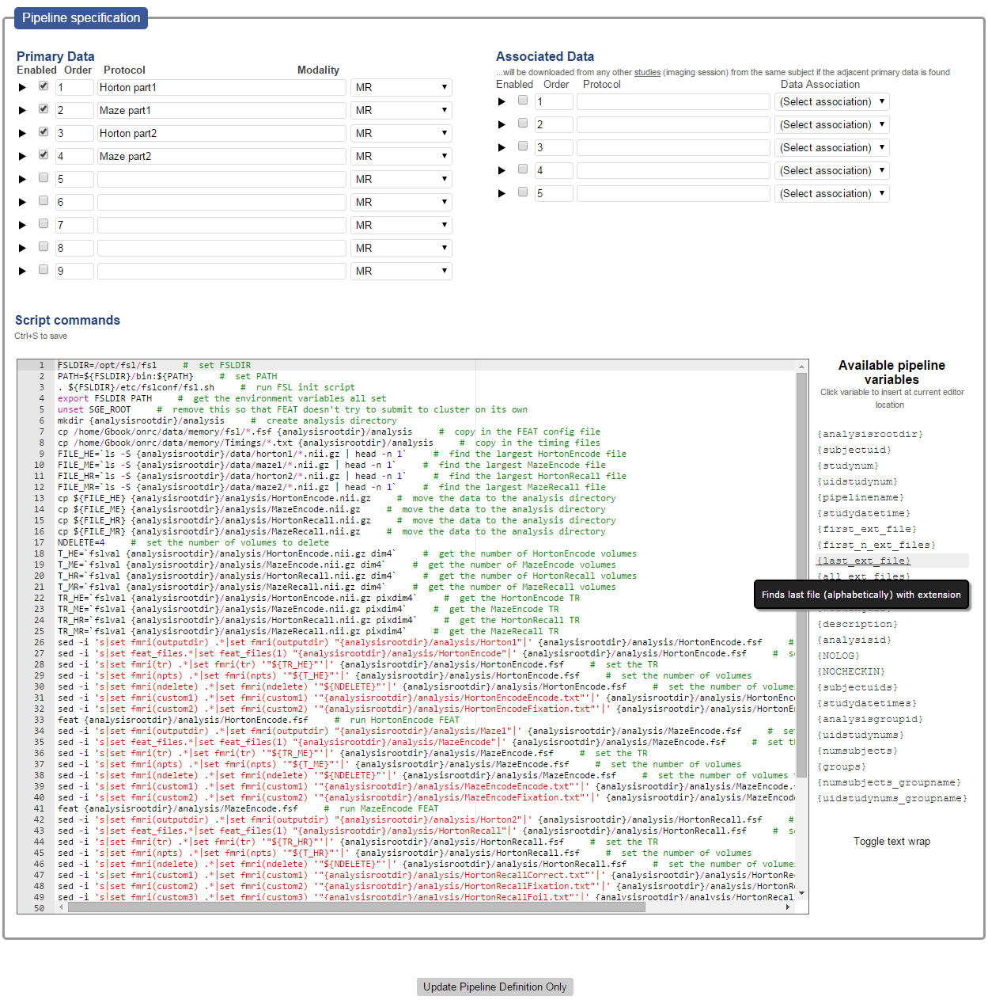 Pipeline specification
Primary Data
Enabled Order Protocol Modality
1 Horton part1 MR
2 Maze part1 MR
3 Horton part2 MR
4 Maze part2 MR
5 MR
6 MR
7 MR
8 MR
9 MR
Associated Data
...will be downloaded from any other studies (imaging session) from the same subject if the adjacent primary data is found
Enabled Order Protocol Data Association
1 (Select association)
2 (Select association)
3 (Select association)
4 (Select association)
5 (Select association)
Script commands
Ctrl+S to save
1 FSLDIR=/opt/fsl/fsl # set FSLDIR
2 PATH=${FSLDIR}/bin:${PATH} # set PATH
3 . ${FSLDIR}/etc/fslconf/fsl.sh # run FSL init script
4 export FSLDIR PATH # get the environment variables all set
5 unset SGE_ROOT # remove this so that FEAT doesn't try to submit to cluster on its own
6 mkdir {analysisrootdir}/analysis # create analysis directory
7 cp /home/Gbook/onrc/data/memory/fsl/*.fsf {analysisrootdir}/analysis # copy in the FEAT config file
8 cp /home/Gbook/onrc/data/memory/Timings/*.txt {analysisrootdir}/analysis # copy in the timing files
9 FILE_HE=`ls -S {analysisrootdir}/data/horton1/*.nii.gz | head -n 1` # find the largest HortonEncode file
10 FILE_ME=`ls -S {analysisrootdir}/data/maze1/*.nii.gz | head -n 1` # find the largest MazeEncode file
11 FILE_HR=`ls -S {analysisrootdir}/data/horton2/*.nii.gz | head -n 1` # find the largest HortonRecall file
12 FILE_MR=`ls -S {analysisrootdir}/data/maze2/*.nii.gz | head -n 1` # find the largest MazeRecall file
13 cp ${FILE_HE} {analysisrootdir}/analysis/HortonEncode.nii.gz # move the data to the analysis directory
14 cp ${FILE_ME} {analysisrootdir}/analysis/MazeEncode.nii.gz # move the data to the analysis directory
15 cp ${FILE_HR} {analysisrootdir}/analysis/HortonRecall.nii.gz # move the data to the analysis directory
16 cp ${FILE_MR} {analysisrootdir}/analysis/MazeRecall.nii.gz # move the data to the analysis directory
17 NDELETE=4 # set the number of volumes to delete
18 T_HE=`fslval {analysisrootdir}/analysis/HortonEncode.nii.gz dim4` # get the number of HortonEncode volumes
19 T_ME=`fslval {analysisrootdir}/analysis/MazeEncode.nii.gz dim4` # get the number of MazeEncode volumes
20 T_HR=`fslval {analysisrootdir}/analysis/HortonRecall.nii.gz dim4` # get the number of HortonRecall volumes
21 T_MR=`fslval {analysisrootdir}/analysis/MazeRecall.nii.gz dim4` # get the number of MazeRecall volumes
22 TR_HE=`fslval {analysisrootdir}/analysis/HortonEncode.nii.gz pixdim4` # get the HortonEncode TR
23 TR_ME=`fslval {analysisrootdir}/analysis/MazeEncode.nii.gz pixdim4` # get the MazeEncode TR
24 TR_HR=`fslval {analysisrootdir}/analysis/HortonRecall.nii.gz pixdim4` # get the HortonRecall TR
25 TR_MR=`fslval {analysisrootdir}/analysis/MazeRecall.nii.gz pixdim4` # get the MazeRecall TR
26 sed -i 's|set fmri(outputdir) .*|set fmri(outputdir) "{analysisrootdir}/analysis/Horton1"|' {analysisrootdir}/analysis/HortonEncode.fsf #
27 sed -i 's|set feat_files.*|set feat_files(1) "{analysisrootdir}/analysis/HortonEncode"|' {analysisrootdir}/analysis/HortonEncode.fsf # s
28 sed -i 's|set fmri(tr) .*|set fmri(tr) '"${TR_HE}"'|' {analysisrootdir}/analysis/HortonEncode.fsf # set the TR
29 sed -i 's|set fmri(npts) .*|set fmri(npts) '"${T_HE}"'|' {analysisrootdir}/analysis/HortonEncode.fsf # set the number of volumes
30 sed -i 's|set fmri(ndelete) .*|set fmri(ndelete) '"${NDELETE}"'|' {analysisrootdir}/analysis/HortonEncode.fsf # set the number of volumes
31 sed -i 's|set fmri(custom1) .*|set fmri(custom1) '"{analysisrootdir}/analysis/HortonEncodeEncode.txt"'|' {analysisrootdir}/analysis/HortonEnc
32 sed -i 's|set fmri(custom2) .*|set fmri(custom2) '"{analysisrootdir}/analysis/HortonEncodeFixation.txt"'|' {analysisrootdir}/analysis/HortonE
33 feat {analysisrootdir}/analysis/HortonEncode.fsf # run HortonEncode FEAT
34 sed -i 's|set fmri(outputdir) .*|set fmri(outputdir) "{analysisrootdir}/analysis/Maze1"|' {analysisrootdir}/analysis/MazeEncode.fsf # se
35 sed -i 's|set feat_files.*|set feat_files(1) "{analysisrootdir}/analysis/MazeEncode"|' {analysisrootdir}/analysis/MazeEncode.fsf # set t
36 sed -i 's|set fmri(tr) .*|set fmri(tr) '"${TR_ME}"'|' {analysisrootdir}/analysis/MazeEncode.fsf # set the TR
37 sed -i 's|set fmri(npts) .*|set fmri(npts) '"${T_ME}"'|' {analysisrootdir}/analysis/MazeEncode.fsf # set the number of volumes
38 sed -i 's|set fmri(ndelete) .*|set fmri(ndelete) '"${NDELETE}"'|' {analysisrootdir}/analysis/MazeEncode.fsf # set the number of volumes
39 sed -i 's|set fmri(custom1) .*|set fmri(custom1) '"{analysisrootdir}/analysis/MazeEncodeEncode.txt"'|' {analysisrootdir}/analysis/MazeEncode.
40 sed -i 's|set fmri(custom2) .*|set fmri(custom2) '"{analysisrootdir}/analysis/MazeEncodeFixation.txt"'|' {analysisrootdir}/analysis/MazeEncod
41 feat {analysisrootdir}/analysis/MazeEncode.fsf # run MazeEncode FEAT
42 sed -i 's|set fmri(outputdir) .*|set fmri(outputdir) "{analysisrootdir}/analysis/Horton2"|' {analysisrootdir}/analysis/HortonRecall.fsf #
43 sed -i 's|set feat_files.*|set feat_files(1) "{analysisrootdir}/analysis/HortonRecall"|' {analysisrootdir}/analysis/HortonRecall.fsf # s
44 sed -i 's|set fmri(tr) .*|set fmri(tr) '"${TR_HR}"'|' {analysisrootdir}/analysis/HortonRecall.fsf # set the TR
45 sed -i 's|set fmri(npts) .*|set fmri(npts) '"${T_HR}"'|' {analysisrootdir}/analysis/HortonRecall.fsf # set the number of volumes
46 sed -i 's|set fmri(ndelete) .*|set fmri(ndelete) '"${NDELETE}"'|' {analysisrootdir}/analysis/HortonRecall.fsf # set the number of volumes
47 sed -i 's|set fmri(custom1) .*|set fmri(custom1) '"{analysisrootdir}/analysis/HortonRecallCorrect.txt"'|' {analysisrootdir}/analysis/HortonRe
48 sed -i 's|set fmri(custom2) .*|set fmri(custom2) '"{analysisrootdir}/analysis/HortonRecallFixation.txt"'|' {analysisrootdir}/analysis/HortonR
49 sed -i 's|set fmri(custom3) .*|set fmri(custom3) '"{analysisrootdir}/analysis/HortonRecallFoil.txt"'|' {analysisrootdir}/analysis/HortonRecal
50
Available pipeline
variables
Click variable to insert at current editor
location
{analysisrootdir}
{subjectuid}
{studynum}
{uidstudynum}
{pipelinename}
{studydatetime}
{first_ext_file}
{first_n_ext_files}
{last_ext_file}
{all_ext_files}
Finds last file (alphabetically) with extension
{description}
{analysisid}
{NOLOG}
{NOCHECKIN}
{subjectuids}
{studydatetimes}
{analysisgroupid}
{uidstudynums}
{numsubjects}
{groups}
{numsubjects_groupname}
{uidstudynums_groupname}
Toggle text wrap
Update Pipeline Definition Only